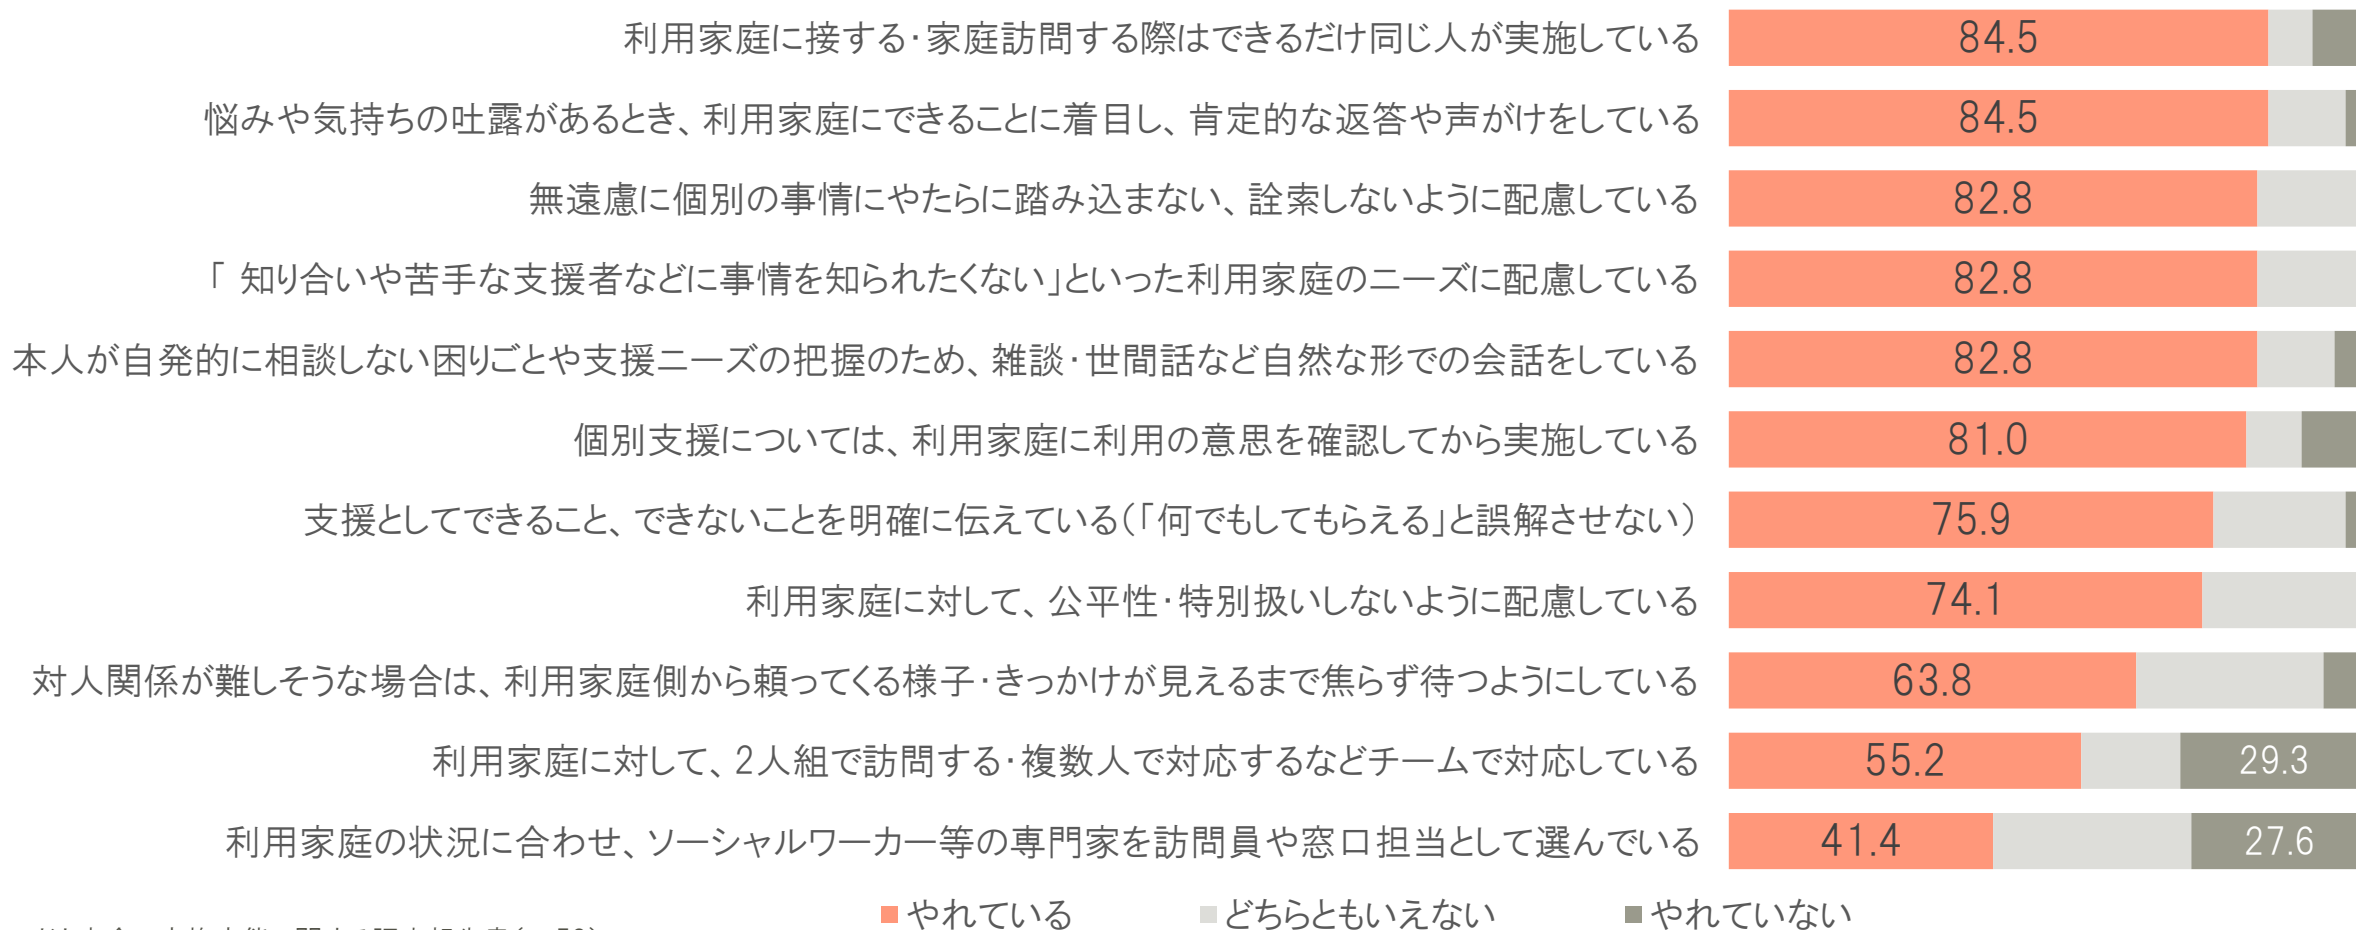 利用家庭に接する・家庭訪問する際はできるだけ同じ人が実施している 84.5
悩みや気持ちの吐露があるとき、利用家庭にできることに着目し、肯定的な返答や声がけをしている 84.5
無遠慮に個別の事情にやたらに踏み込まない、詮索しないように配慮している 82.8
「 知り合いや苦手な支援者などに事情を知られたくない」といった利用家庭のニーズに配慮している 82.8
本人が自発的に相談しない困りごとや支援ニーズの把握のため、雑談・世間話など自然な形での会話をしている 82.8
個別支援については、利用家庭に利用の意思を確認してから実施している 81.0
支援としてできること、できないことを明確に伝えている(「何でもしてもらえる」と誤解させない) 75.9
利用家庭に対して、公平性・特別扱いしないように配慮している 74.1
対人関係が難しそうな場合は、利用家庭側から頼ってくる様子・きっかけが見えるまで焦らず待つようにしている 63.8
利用家庭に対して、2人組で訪問する・複数人で対応するなどチームで対応している 55.2 29.3
利用家庭の状況に合わせ、ソーシャルワーカー等の専門家を訪問員や窓口担当として選んでいる 41.4 27.6
やれている どちらともいえない やれていない